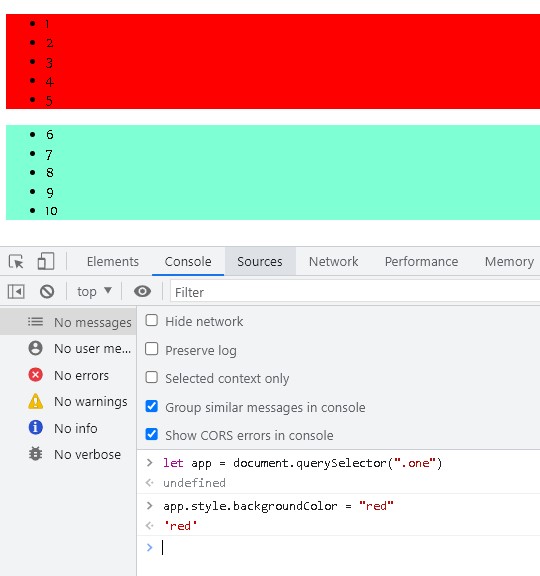 1
2
3
4
5
6
7
8
9
10
Elements Console Sources Network Performance Memory
top ▼ Filter
No messages
No user me...
No errors
No warnings
No info
No verbose
Hide network
Preserve log
Selected context only
Group similar messages in console
Show CORS errors in console
> let app = document.querySelector(".one")
undefined
> app.style.backgroundColor = "red"
'red'
>